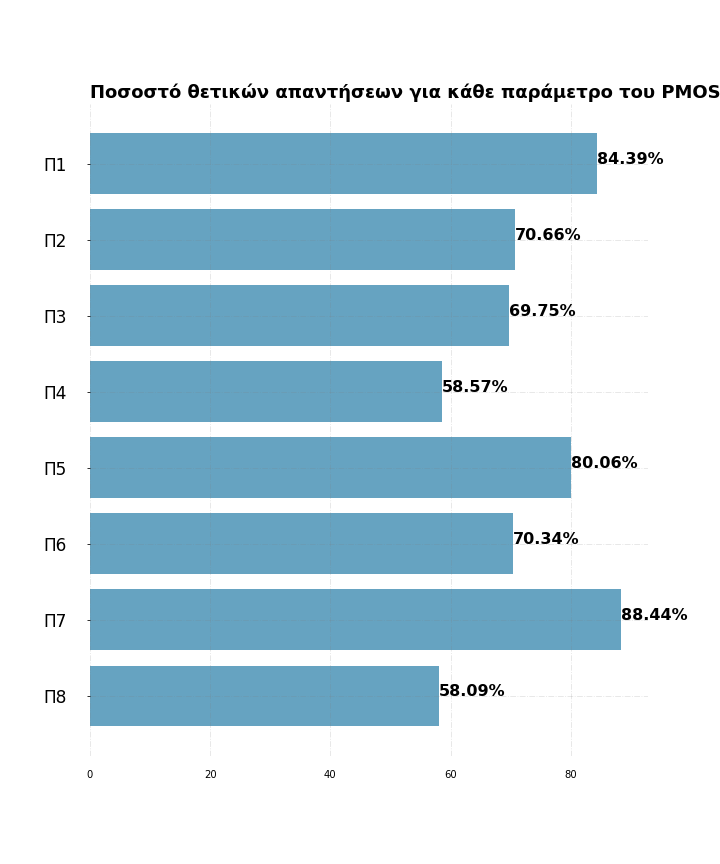 Ποσοστό θετικών απαντήσεων για κάθε παράμετρο του PMOS
Π1 84.39%
Π2 70.66%
Π3 69.75%
Π4 58.57%
Π5 80.06%
Π6 70.34%
Π7 88.44%
Π8 58.09%
0 20 40 60 80